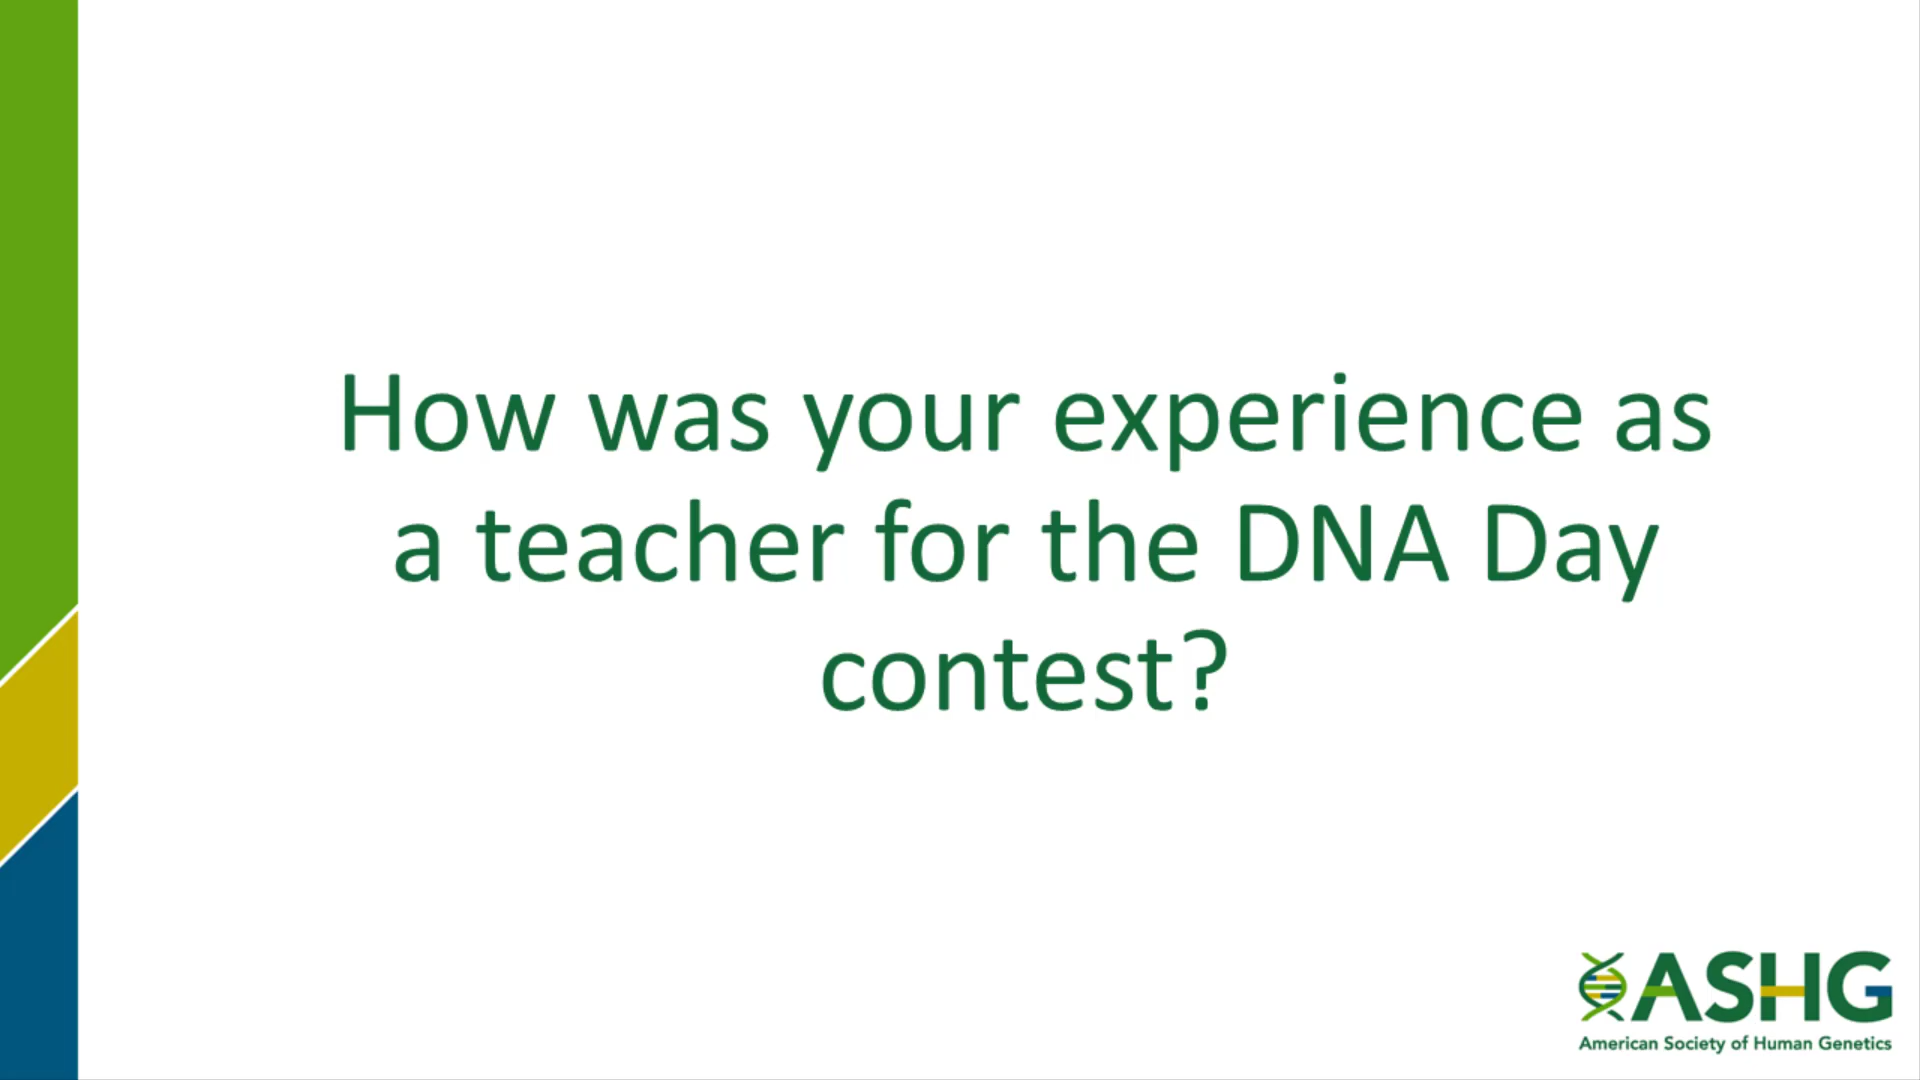 How was your experience as
a teacher for the DNA Day
contest?
ASHG
American Society of Human Genetics